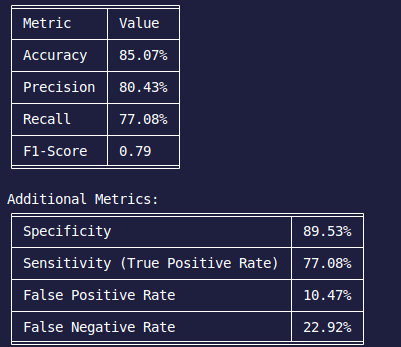 Metric Value
Accuracy 85.07%
Precision 80.43%
Recall 77.08%
F1-Score 0.79
Additional Metrics:
Specificity 89.53%
Sensitivity (True Positive Rate) 77.08%
False Positive Rate 10.47%
False Negative Rate 22.92%